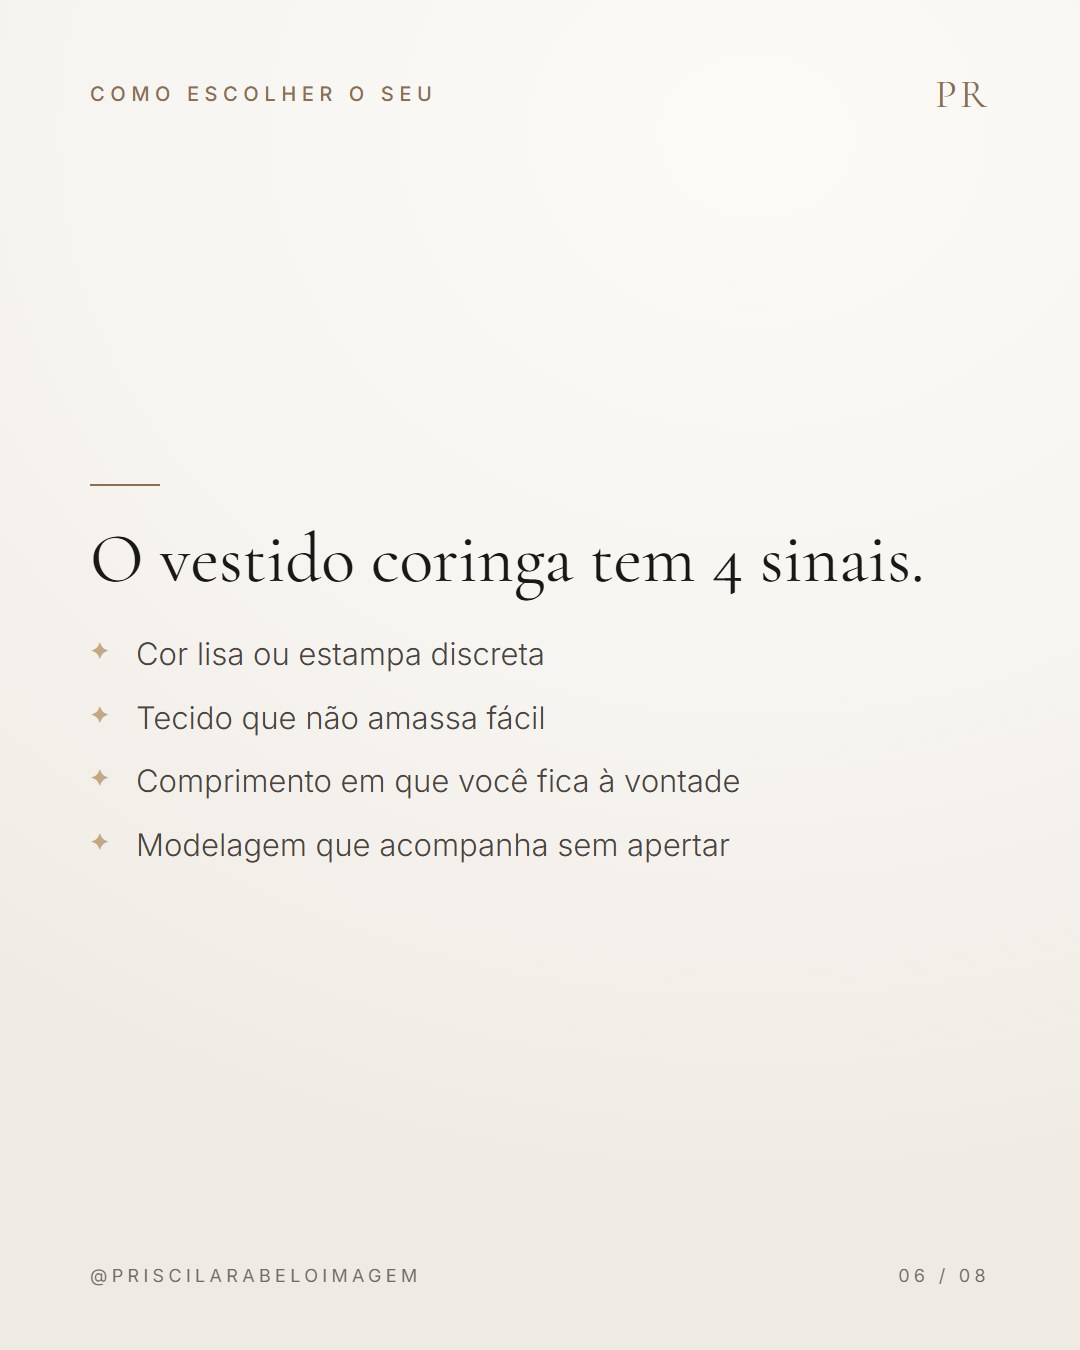 COMO ESCOLHER O SEU
PR
O vestido coringa tem 4 sinais.
Cor lisa ou estampa discreta
Tecido que não amassa fácil
Comprimento em que você fica à vontade
Modelagem que acompanha sem apertar
@PRISCILARABELOIMAGEM
06 / 08